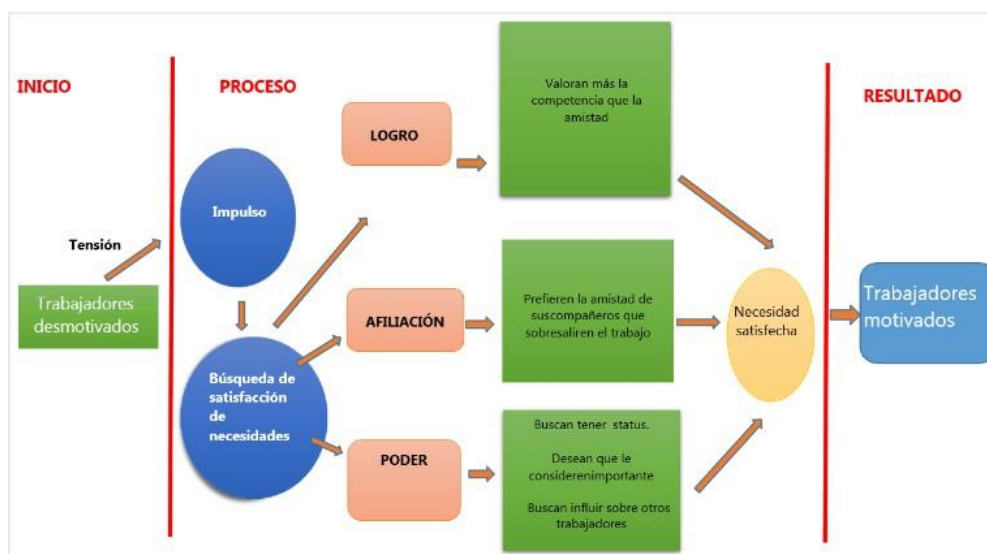 INICIO
PROCESO
RESULTADO
Tensión
Trabajadores
desmotivados
Impulso
Búsqueda de
satisfacción
de
necesidades
LOGRO
Valoran más la
competencia que la
amistad
AFILIACIÓN
Prefieren la amistad de
suscompañeros que
sobresaliren el trabajo
PODER
Buscan tener status.
Desean que le
considerenimportante
Buscan influir sobre otros
trabajadores
Necesidad
satisfecha
Trabajadores
motivados